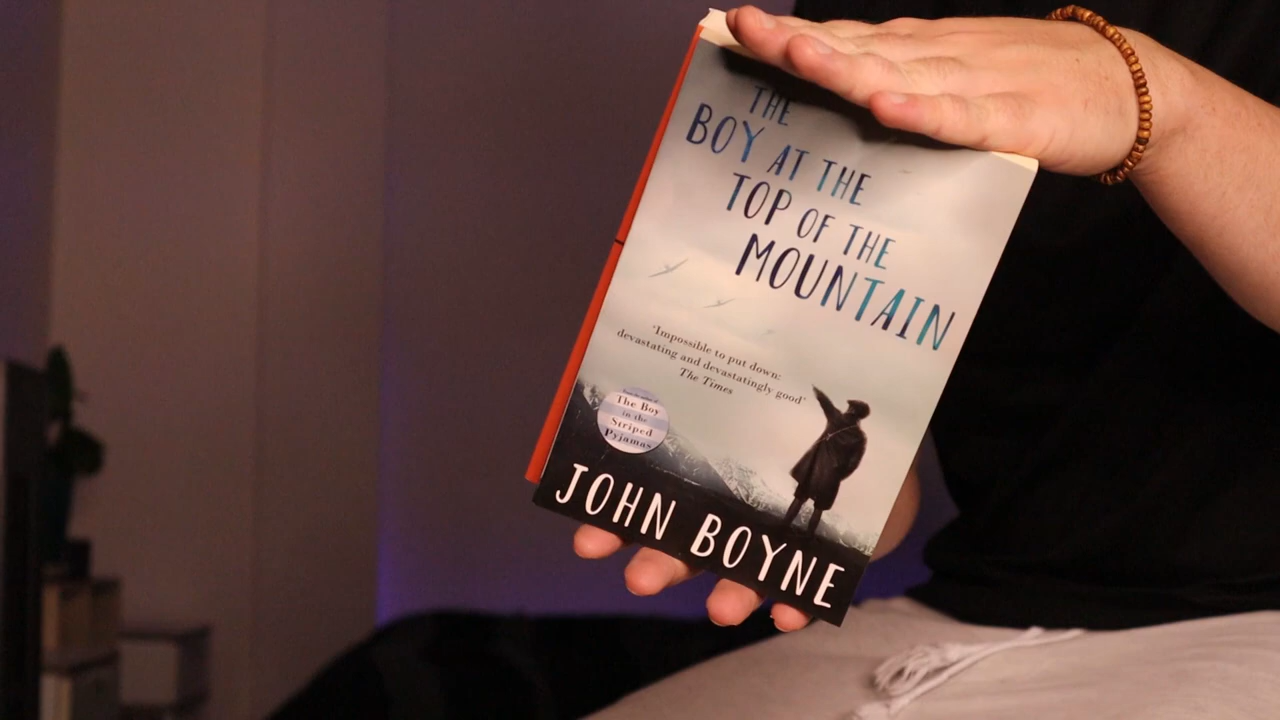 THE
BOY AT THE
TOP OF THE
MOUNTAIN
'Impossible to put down:
devastating and devastatingly good'
The Times
The Boy
in the
Striped
Pyjamas
JOHN BOYNE